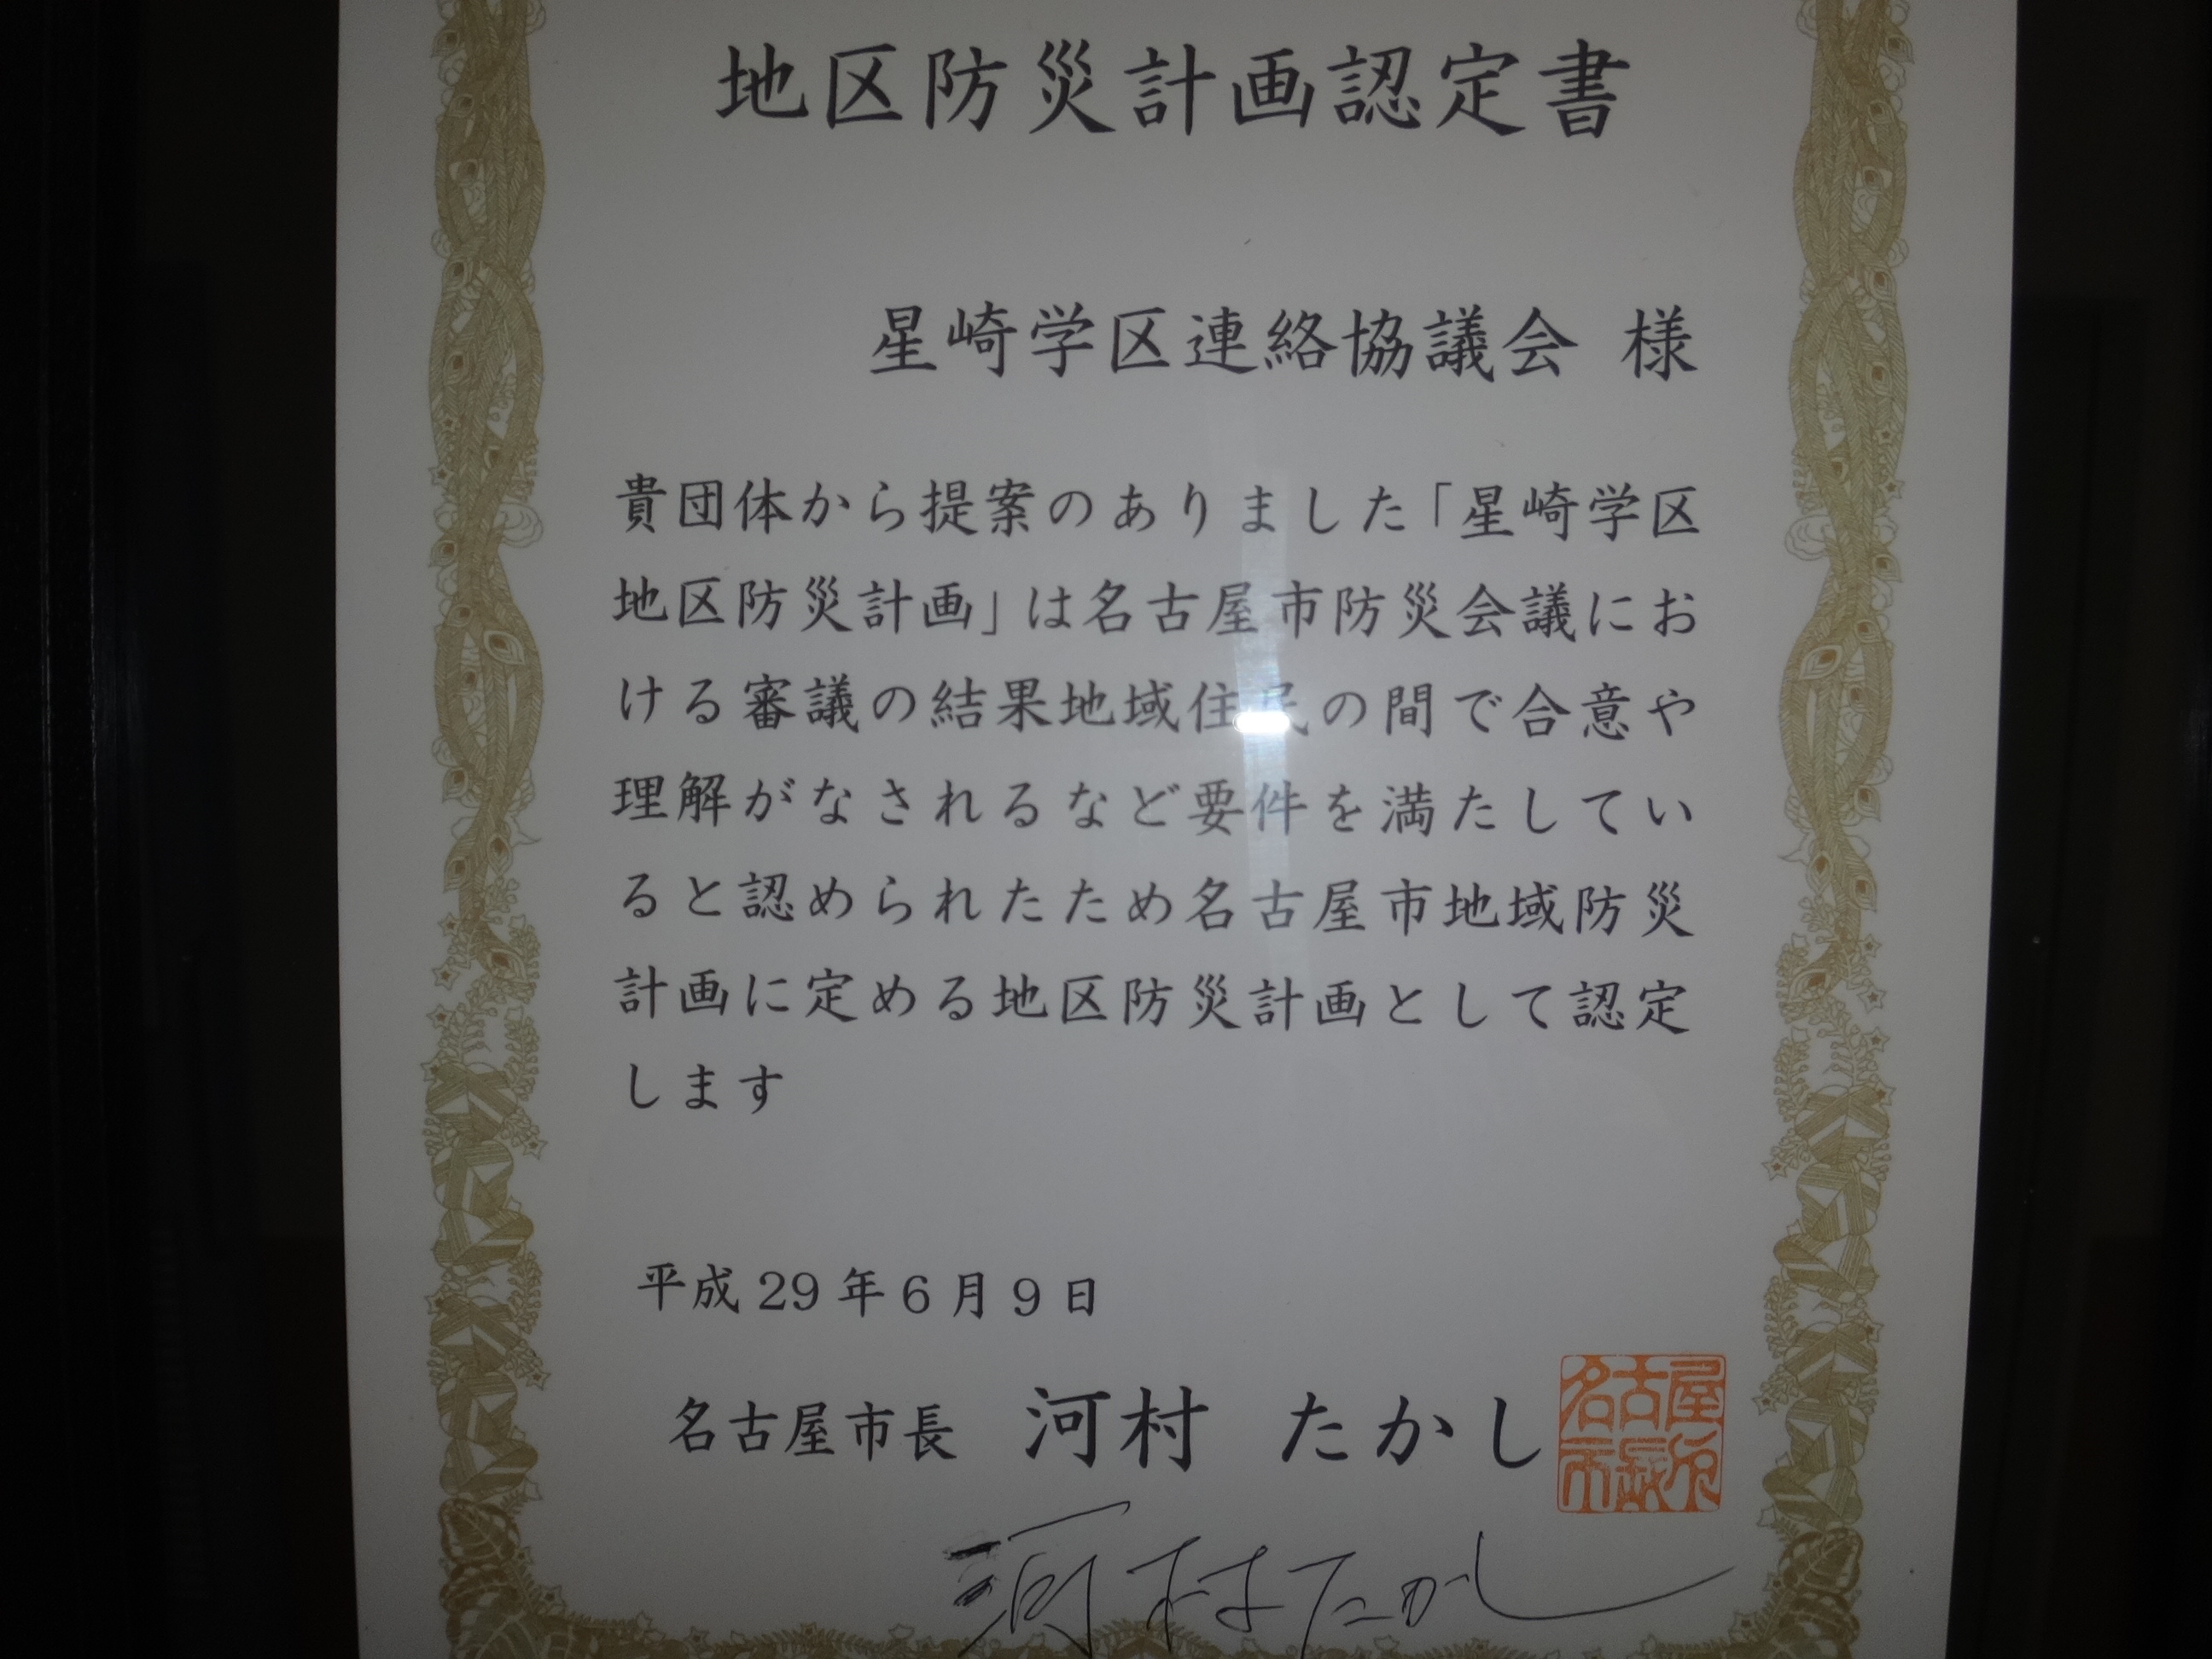 地区防災計画認定書
星崎学区連絡協議会 様
貴団体から提案のありました「星崎学区
地区防災計画」は名古屋市防災会議にお
ける審議の結果地域住民の間で合意や
理解がなされるなど要件を満たしてい
ると認められたため名古屋市地域防災
計画に定める地区防災計画として認定
します
平成29年6月9日
名古屋市長 河村 たかし
河村たかし